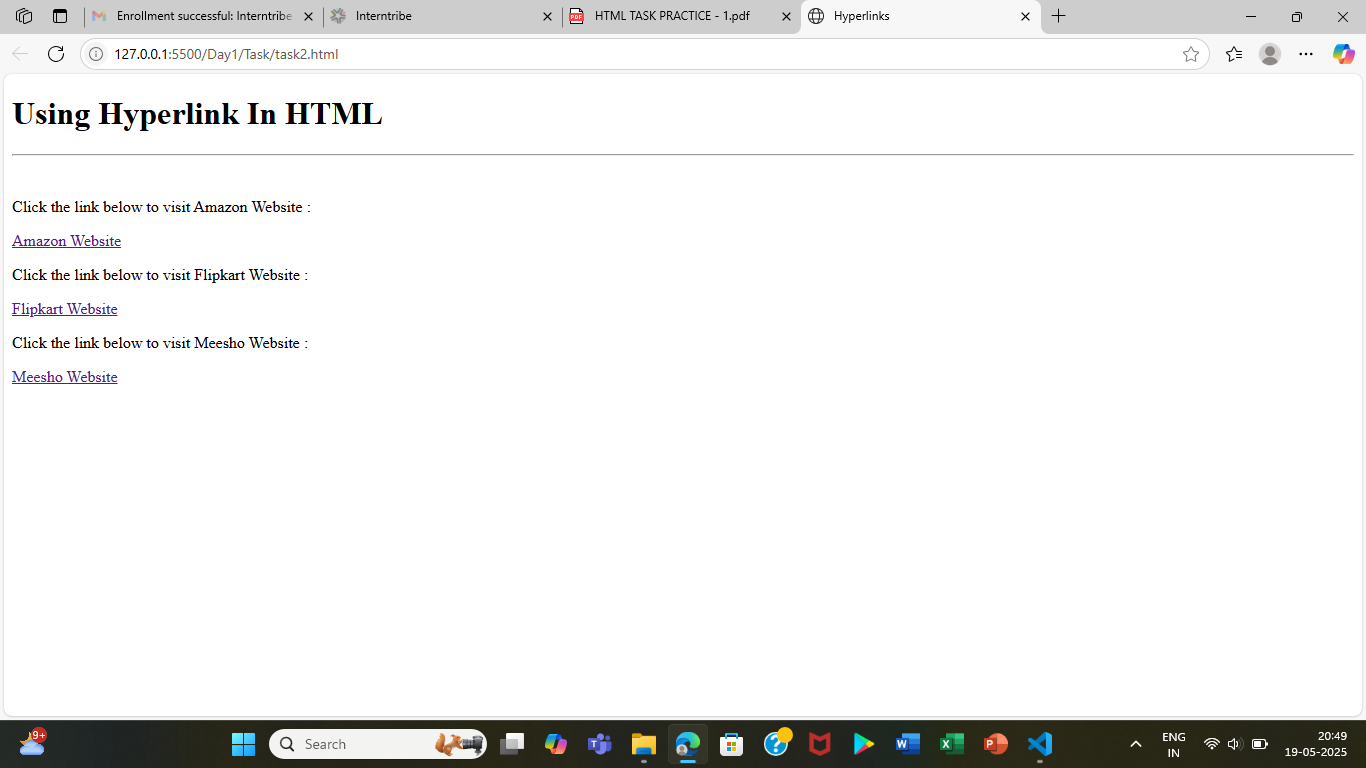 Enrollment successful: Interntribe
Interntribe
HTML TASK PRACTICE - 1.pdf
Hyperlinks
127.0.0.1:5500/Day1/Task/task2.html
Using Hyperlink In HTML
Click the link below to visit Amazon Website :
Amazon Website
Click the link below to visit Flipkart Website :
Flipkart Website
Click the link below to visit Meesho Website :
Meesho Website
9+
Search
ENG
IN
20:49
19-05-2025